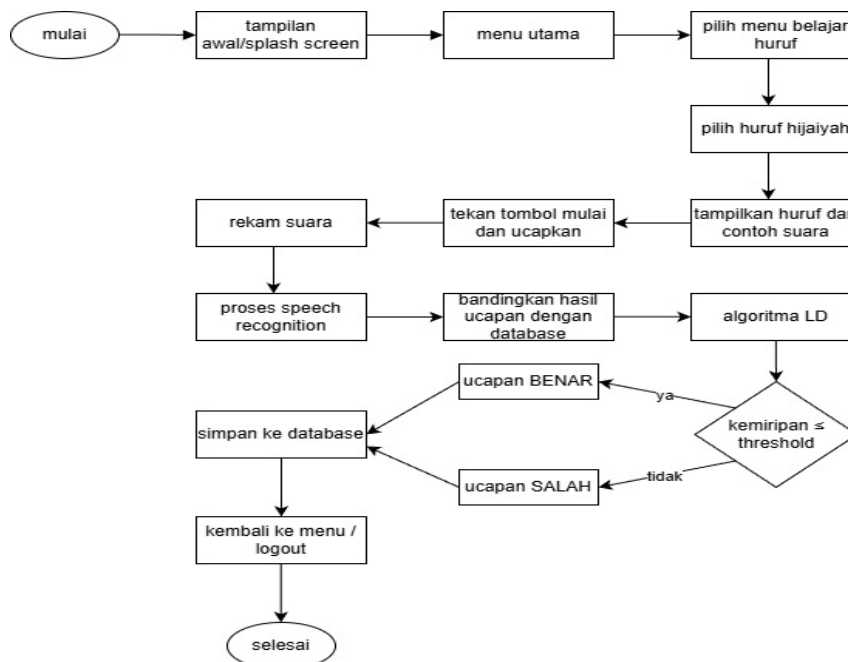 mulai
tampilan
awal/splash screen
menu utama
pilih menu belajar
huruf
pilih huruf hijaiyah
tampilkan huruf dan
contoh suara
tekan tombol mulai
dan ucapkan
rekam suara
proses speech
recognition
bandingkan hasil
ucapan dengan
database
algoritma LD
kemiripan ≤
threshold
ya
ucapan BENAR
tidak
ucapan SALAH
simpan ke database
kembali ke menu /
logout
selesai